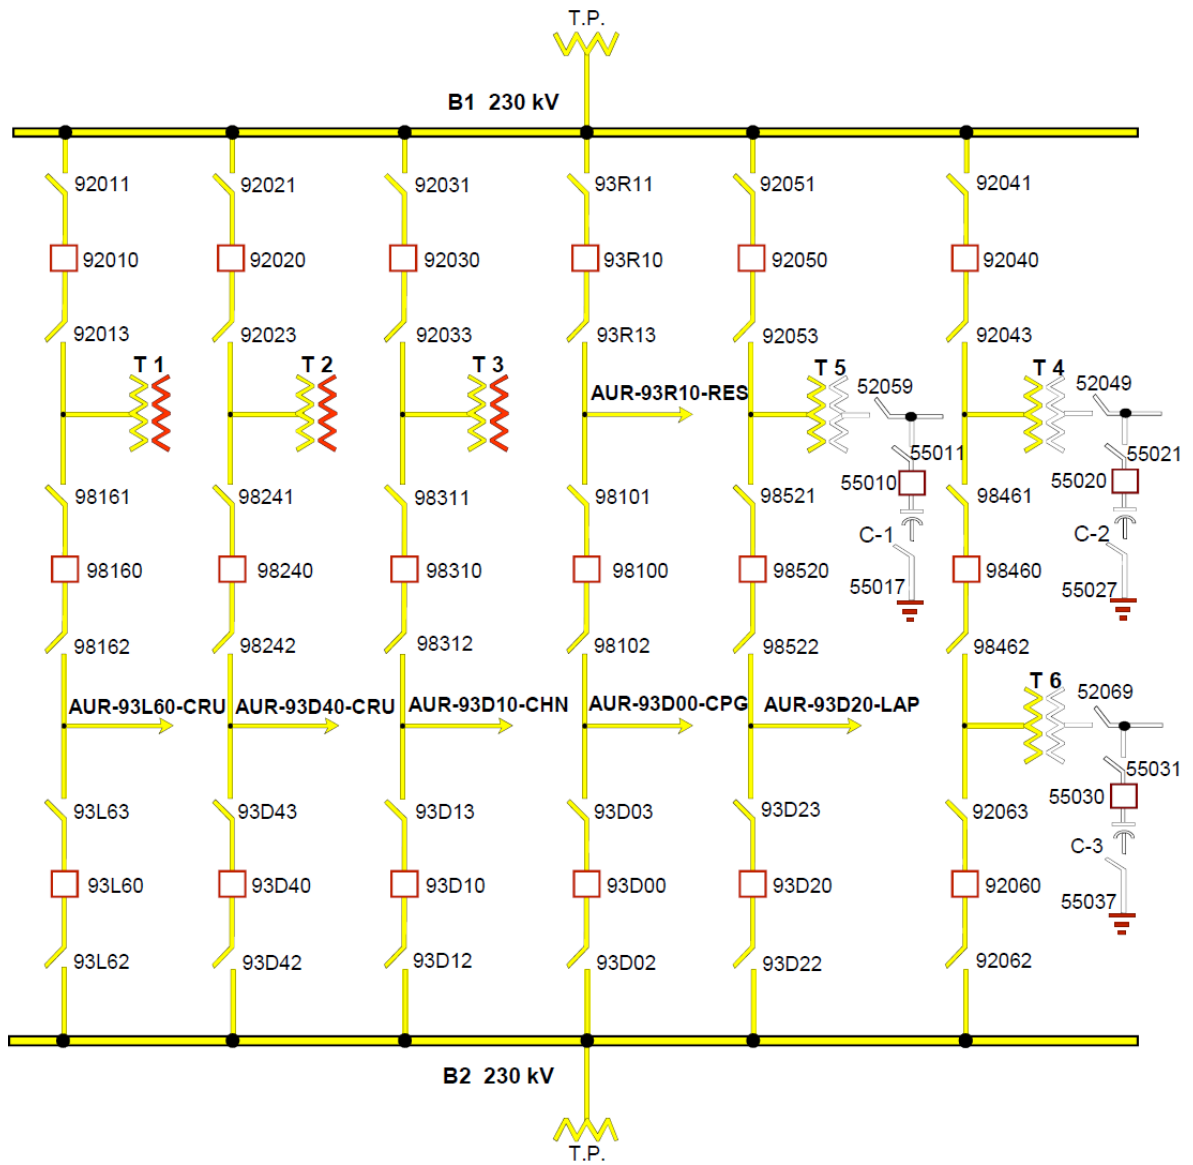 T.P.
B1 230 kV
92011 92021 92031 93R11 92051 92041
92010 92020 92030 93R10 92050 92040
92013 92023 92033 93R13 92053 92043
T 1 T 2 T 3 T 5 T 4
AUR-93R10-RES 52059 52049
55011 55021
98161 98241 98311 98101 98521 55010 98461 55020
C-1 C-2
98160 98240 98310 98100 98520 55017 98460 55027
98162 98242 98312 98102 98522 98462
T 6 52069
AUR-93L60-CRU AUR-93D40-CRU AUR-93D10-CHN AUR-93D00-CPG AUR-93D20-LAP
55031
55030
93L63 93D43 93D13 93D03 93D23 92063
C-3
93L60 93D40 93D10 93D00 93D20 92060 55037
93L62 93D42 93D12 93D02 93D22 92062
B2 230 kV
T.P.